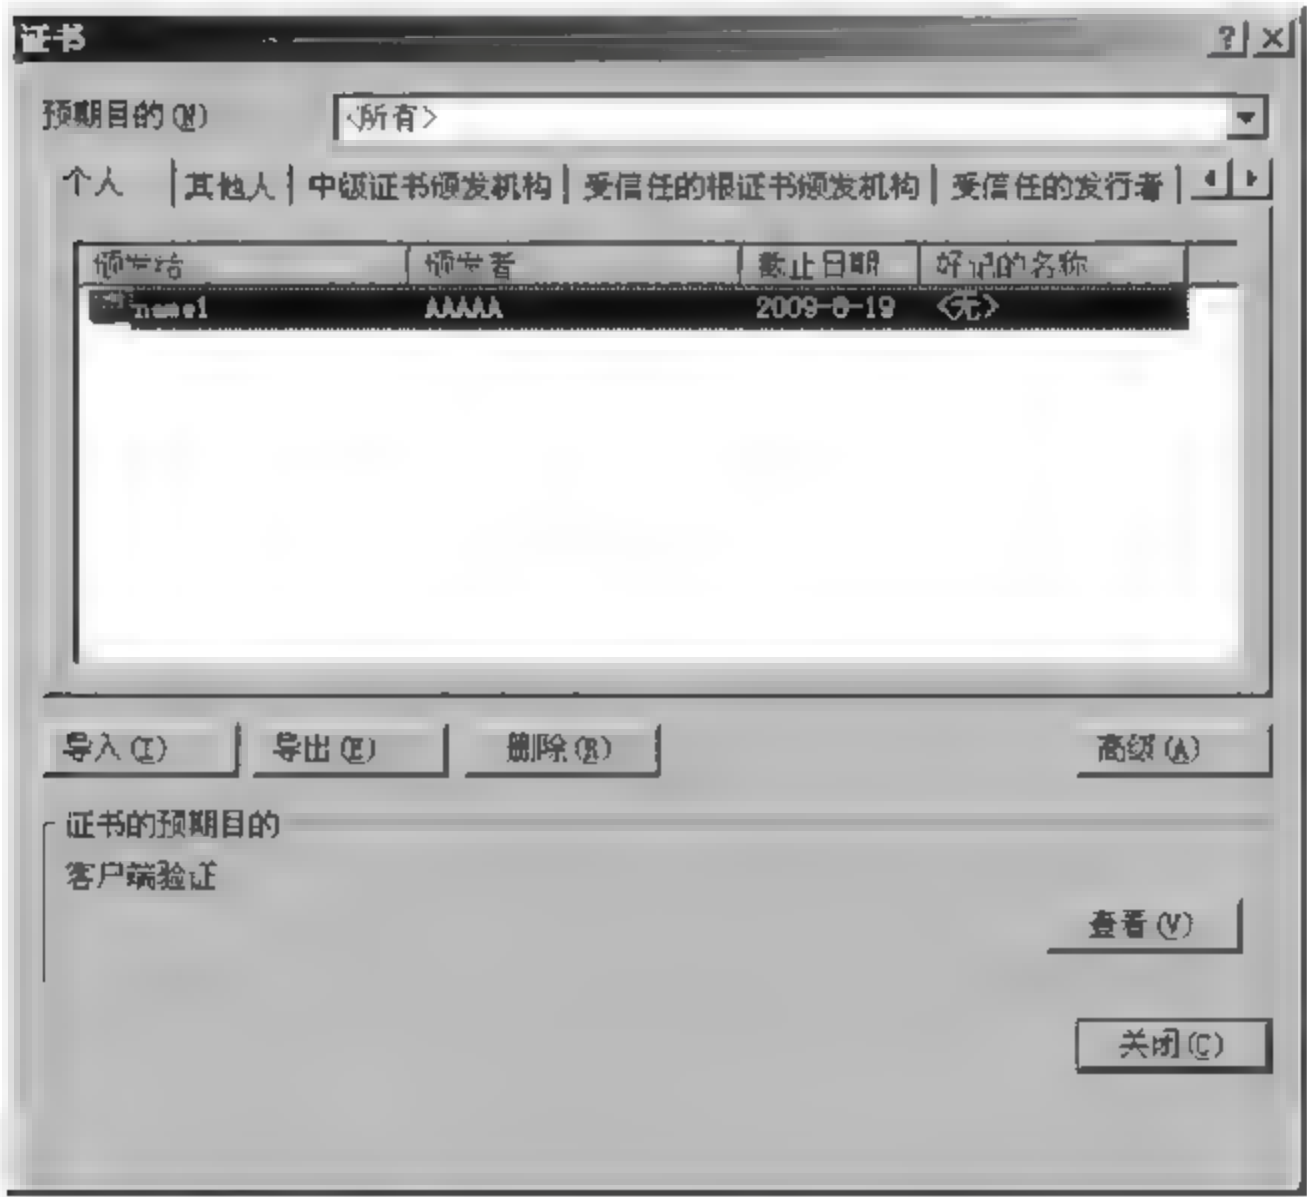 证书
预期目的(N) <所有>
个人 其他人 中级证书颁发机构 受信任的根证书颁发机构 受信任的发行者
颁发给 颁发者 截止日期 好记的名称
name1 AAAAA <无>
导入(I) 导出(E) 删除(R) 高级(A)
证书的预期目的
客户端验证
查看(V)
关闭(C)